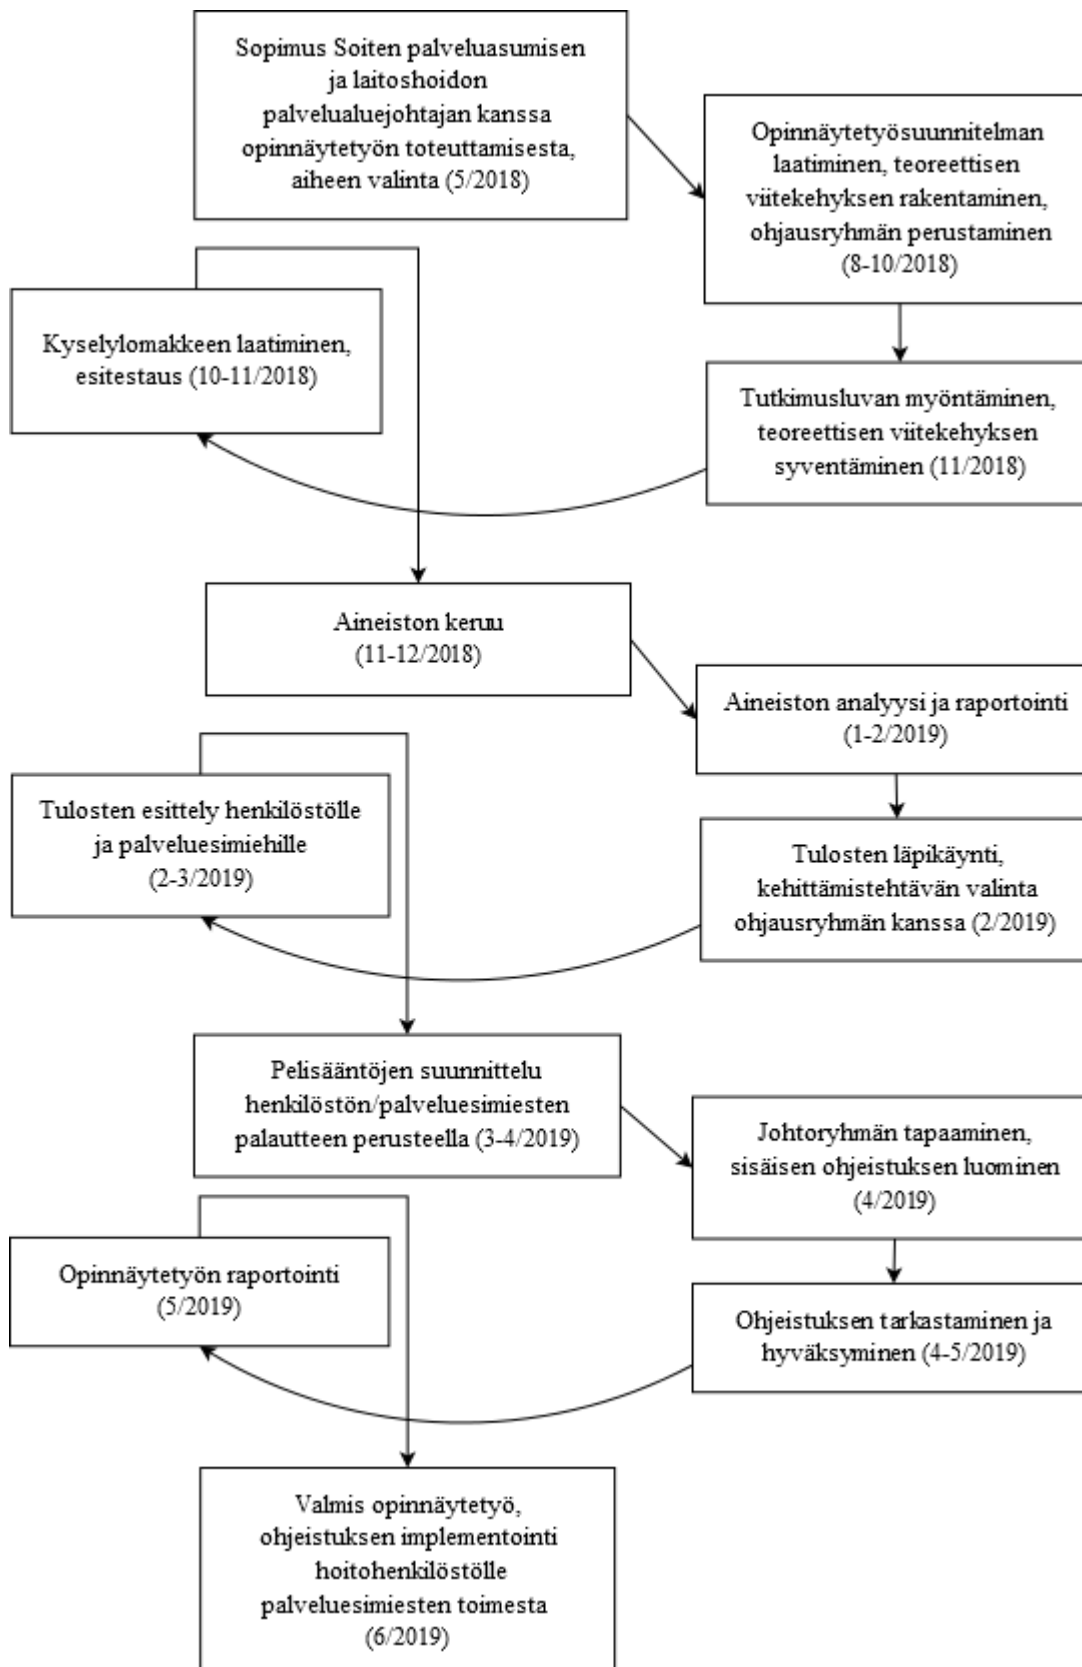 Sopimus Soiten palveluasumisen
ja laitoshoidon
palvelualuejohtajan kanssa
opinnäytetyön toteuttamisesta,
aiheen valinta (5/2018)
Opinnäytetyösuunnitelman
laatiminen, teoreettisen
viitekehyksen rakentaminen,
ohjausryhmän perustaminen
(8-10/2018)
Tutkimusluvan myöntäminen,
teoreettisen viitekehyksen
syventäminen (11/2018)
Kyselylomakkeen laatiminen,
esitestaus (10-11/2018)
Aineiston keruu
(11-12/2018)
Aineiston analyysi ja raportointi
(1-2/2019)
Tulosten läpikäynti,
kehittämistehtävän valinta
ohjausryhmän kanssa (2/2019)
Tulosten esittely henkilöstölle
ja palveluesimiehille
(2-3/2019)
Pelisääntöjen suunnittelu
henkilöstön/palveluesimiesten
palautteen perusteella (3-4/2019)
Johtoryhmän tapaaminen,
sisäisen ohjeistuksen luominen
(4/2019)
Ohjeistuksen tarkastaminen ja
hyväksyminen (4-5/2019)
Opinnäytetyön raportointi
(5/2019)
Valmis opinnäytetyö,
ohjeistuksen implementointi
hoitohenkilöstölle
palveluesimiesten toimesta
(6/2019)